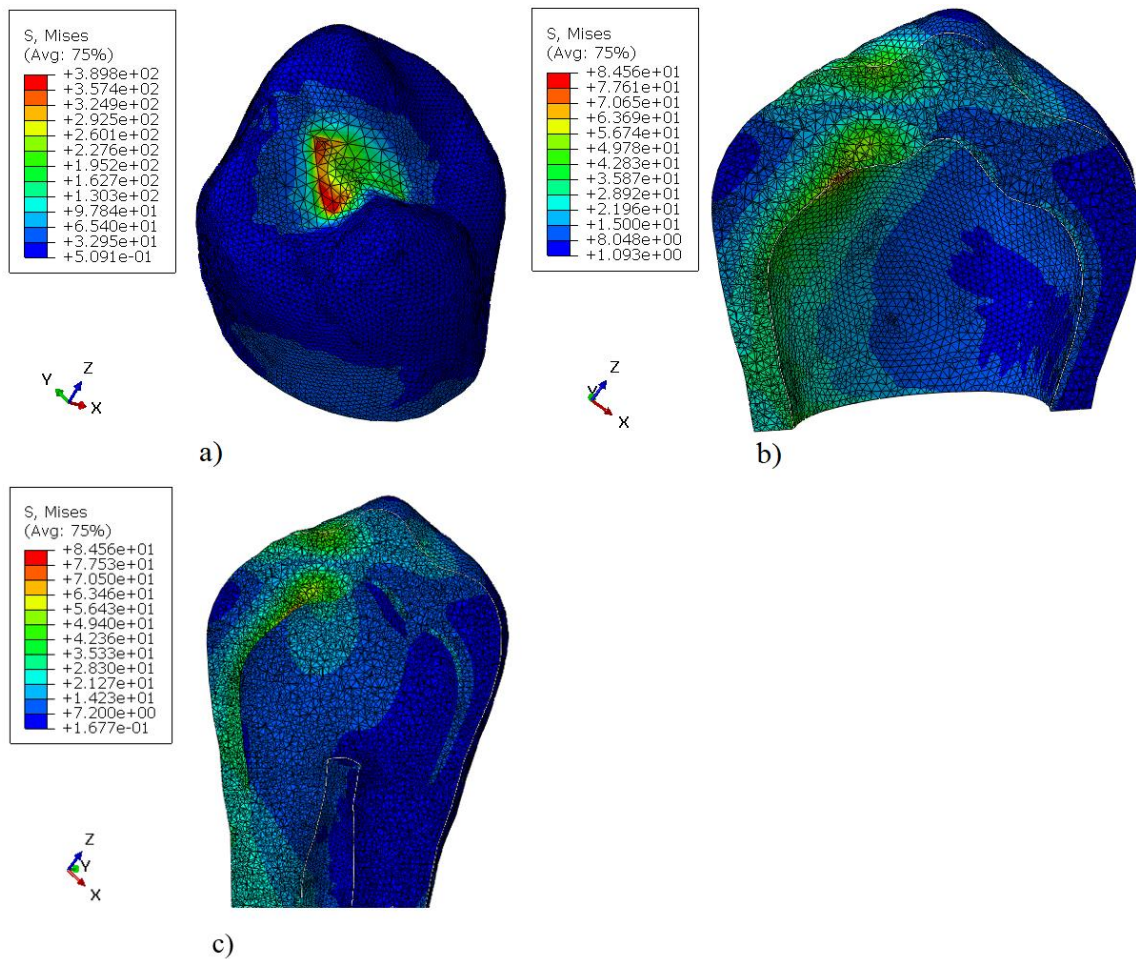 S, Mises
(Avg: 75%)
+3.898e+02
+3.574e+02
+3.249e+02
+2.925e+02
+2.601e+02
+2.276e+02
+1.952e+02
+1.627e+02
+1.303e+02
+9.784e+01
+6.540e+01
+3.295e+01
+5.091e-01
Y
Z
X
a)
S, Mises
(Avg: 75%)
+8.456e+01
+7.761e+01
+7.065e+01
+6.369e+01
+5.674e+01
+4.978e+01
+4.283e+01
+3.587e+01
+2.892e+01
+2.196e+01
+1.500e+01
+8.048e+00
+1.093e+00
Z
Y
X
b)
S, Mises
(Avg: 75%)
+8.456e+01
+7.753e+01
+7.050e+01
+6.346e+01
+5.643e+01
+4.940e+01
+4.236e+01
+3.533e+01
+2.830e+01
+2.127e+01
+1.423e+01
+7.200e+00
+1.677e-01
Z
Y
X
c)